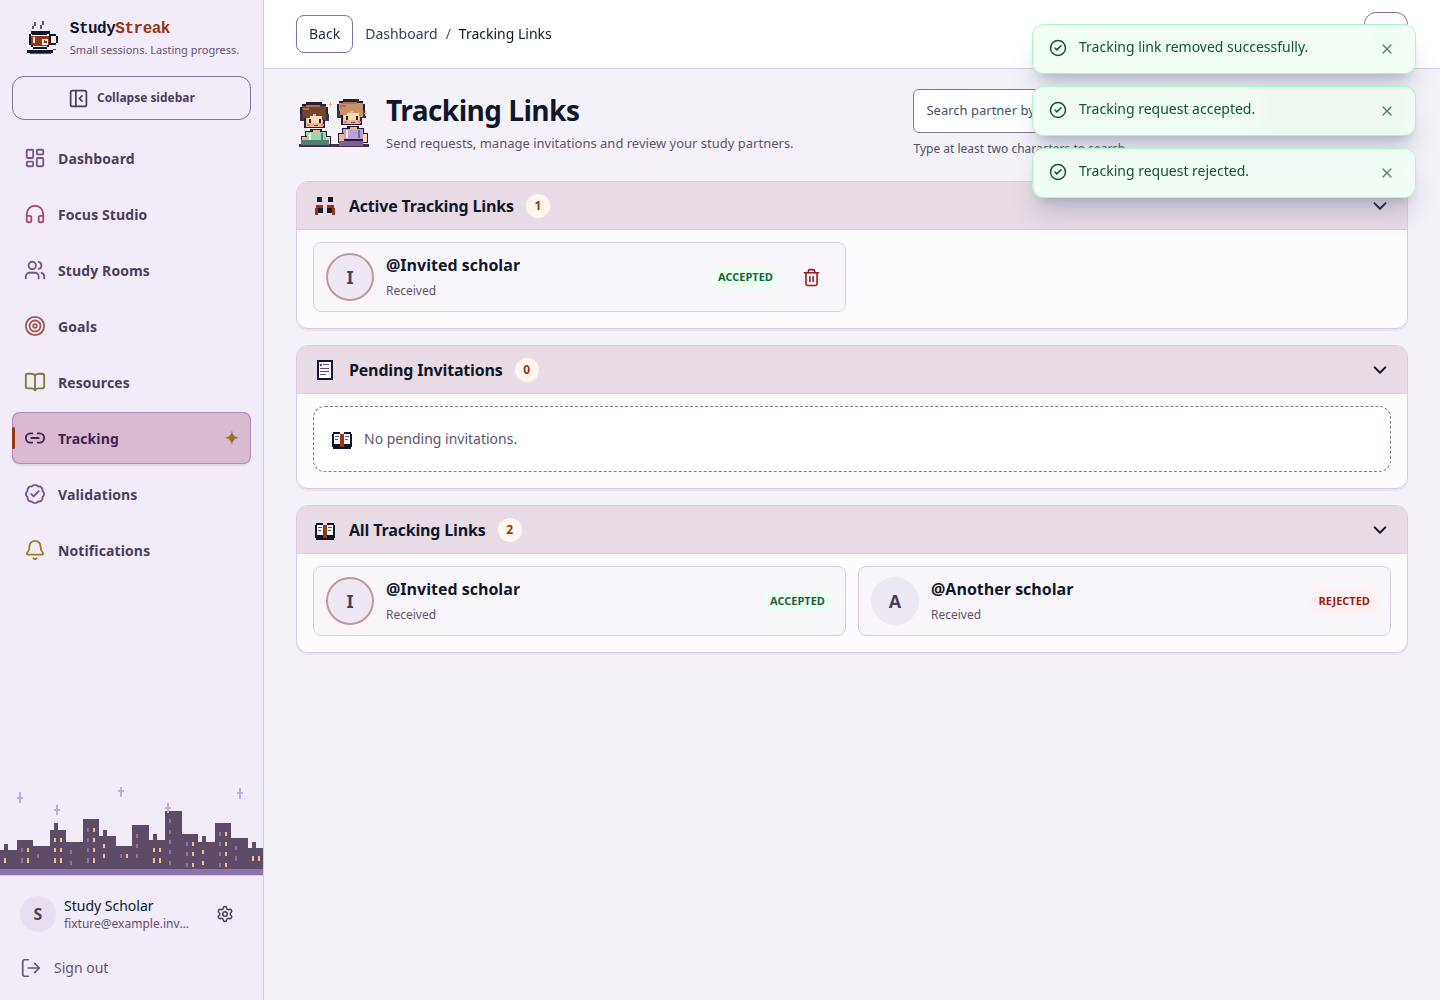 StudyStreak
Small sessions. Lasting progress.
Collapse sidebar
Dashboard
Focus Studio
Study Rooms
Goals
Resources
Tracking
Validations
Notifications
S
Study Scholar
fixture@example.inv...
Sign out
Back
Dashboard / Tracking Links
Tracking Links
Send requests, manage invitations and review your study partners.
Search partner by
Type at least two characters to search.
Tracking link removed successfully.
Tracking request accepted.
Tracking request rejected.
Active Tracking Links 1
I
@Invited scholar
Received
ACCEPTED
Pending Invitations 0
No pending invitations.
All Tracking Links 2
I
@Invited scholar
Received
ACCEPTED
A
@Another scholar
Received
REJECTED